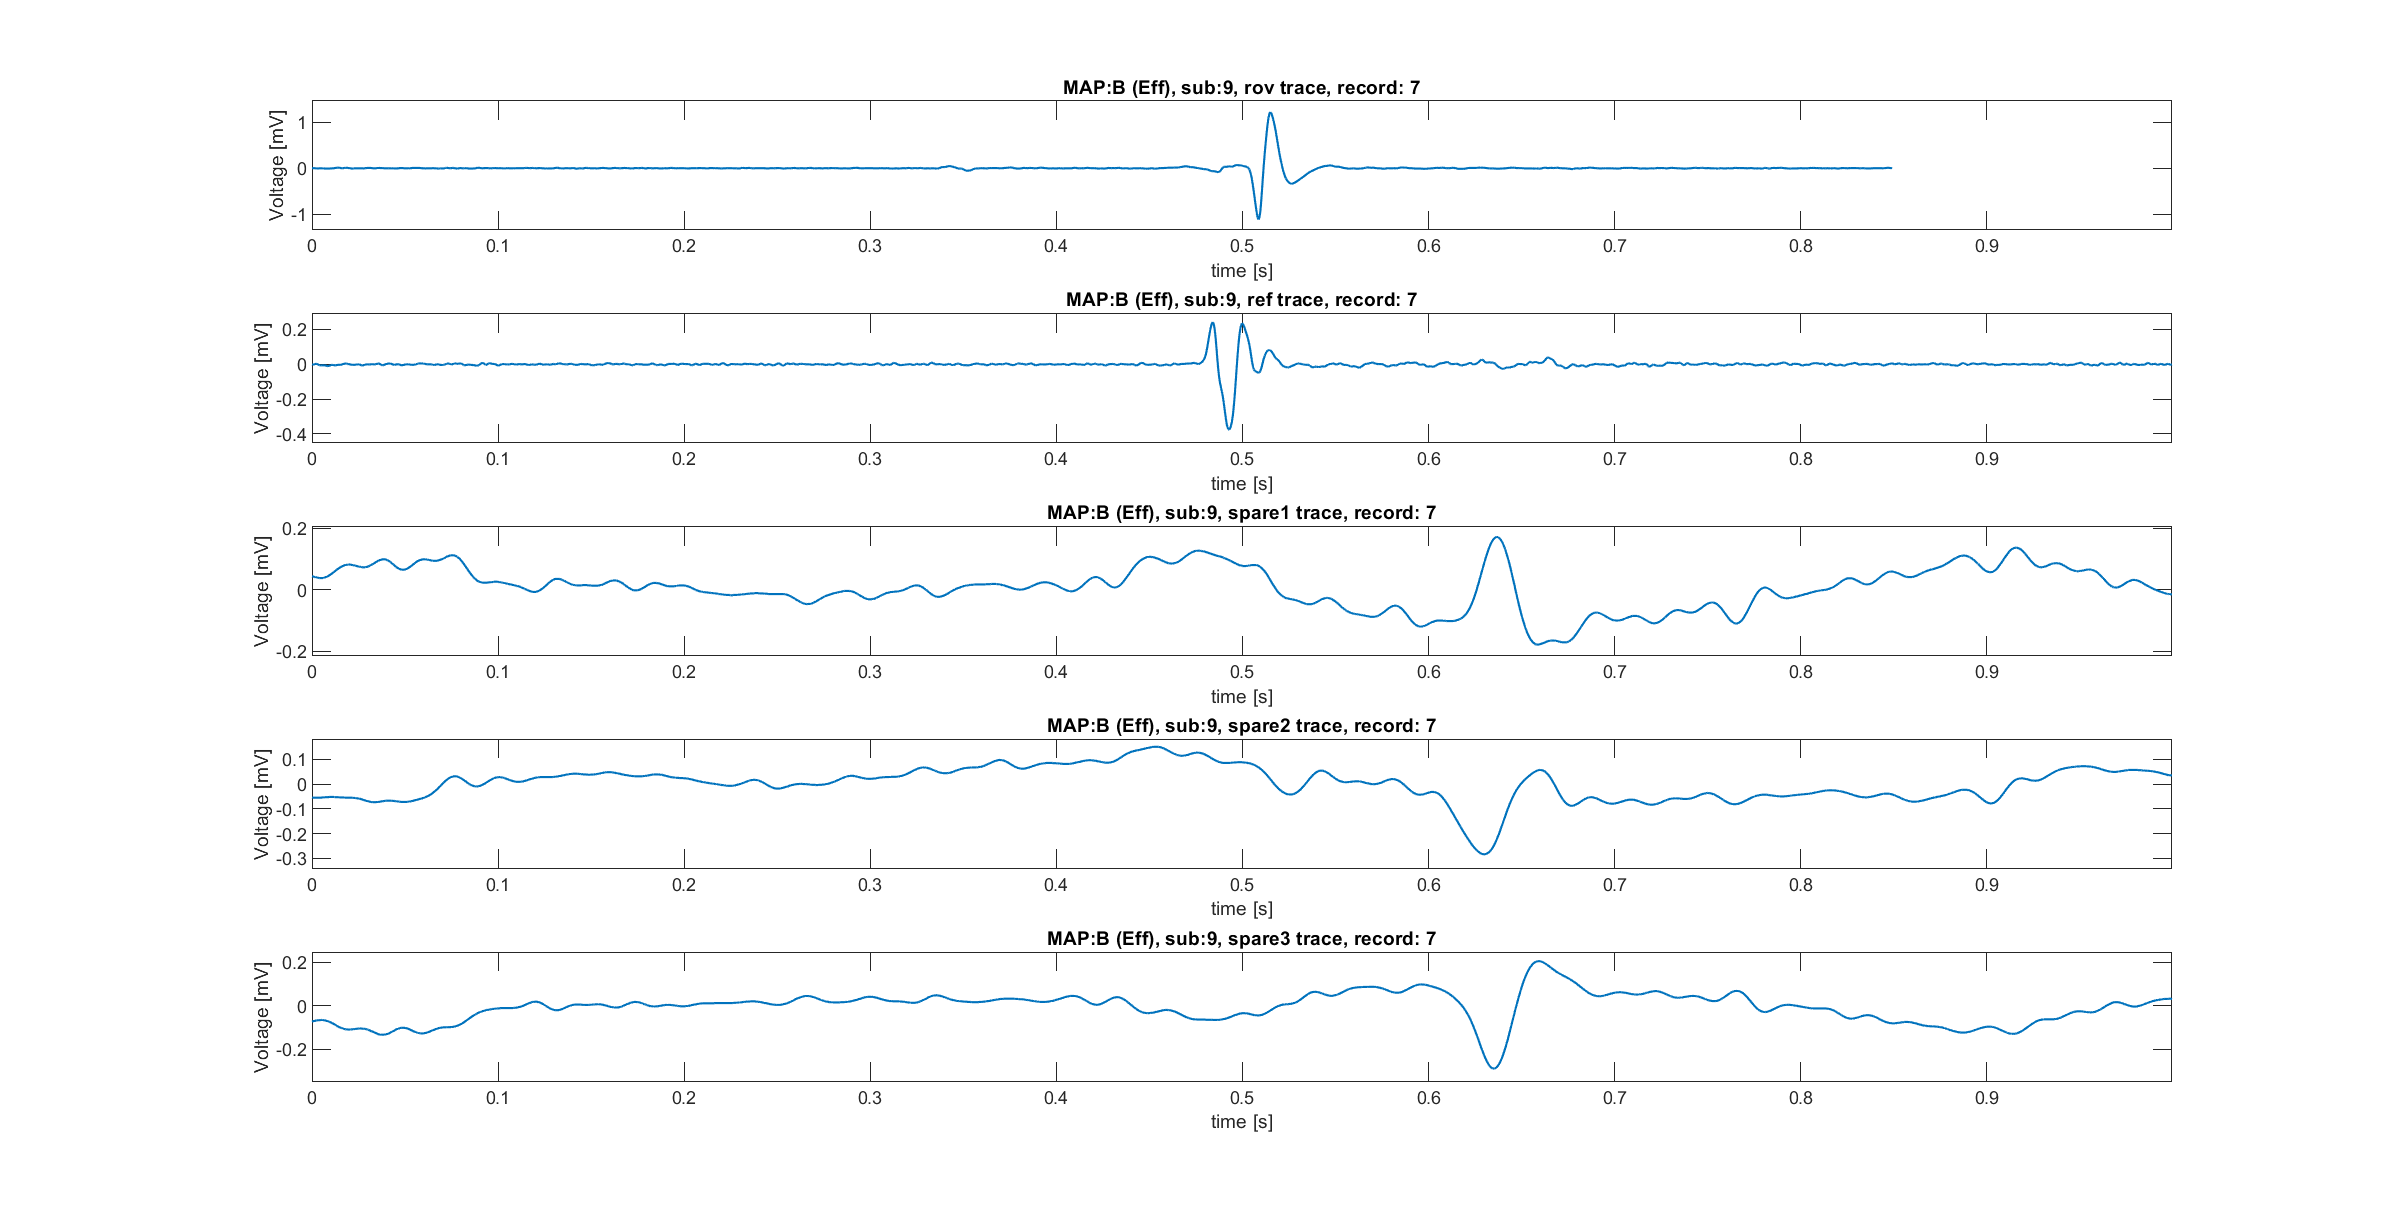 MAP:B (Eff), sub:9, rov trace, record: 7
Voltage [mV]
1
0
-1
0 0.1 0.2 0.3 0.4 0.5 0.6 0.7 0.8 0.9
time [s]
MAP:B (Eff), sub:9, ref trace, record: 7
Voltage [mV]
0.2
0
-0.2
-0.4
0 0.1 0.2 0.3 0.4 0.5 0.6 0.7 0.8 0.9
time [s]
MAP:B (Eff), sub:9, spare1 trace, record: 7
Voltage [mV]
0.2
0
-0.2
0 0.1 0.2 0.3 0.4 0.5 0.6 0.7 0.8 0.9
time [s]
MAP:B (Eff), sub:9, spare2 trace, record: 7
Voltage [mV]
0.1
0
-0.1
-0.2
-0.3
0 0.1 0.2 0.3 0.4 0.5 0.6 0.7 0.8 0.9
time [s]
MAP:B (Eff), sub:9, spare3 trace, record: 7
Voltage [mV]
0.2
0
-0.2
0 0.1 0.2 0.3 0.4 0.5 0.6 0.7 0.8 0.9
time [s]